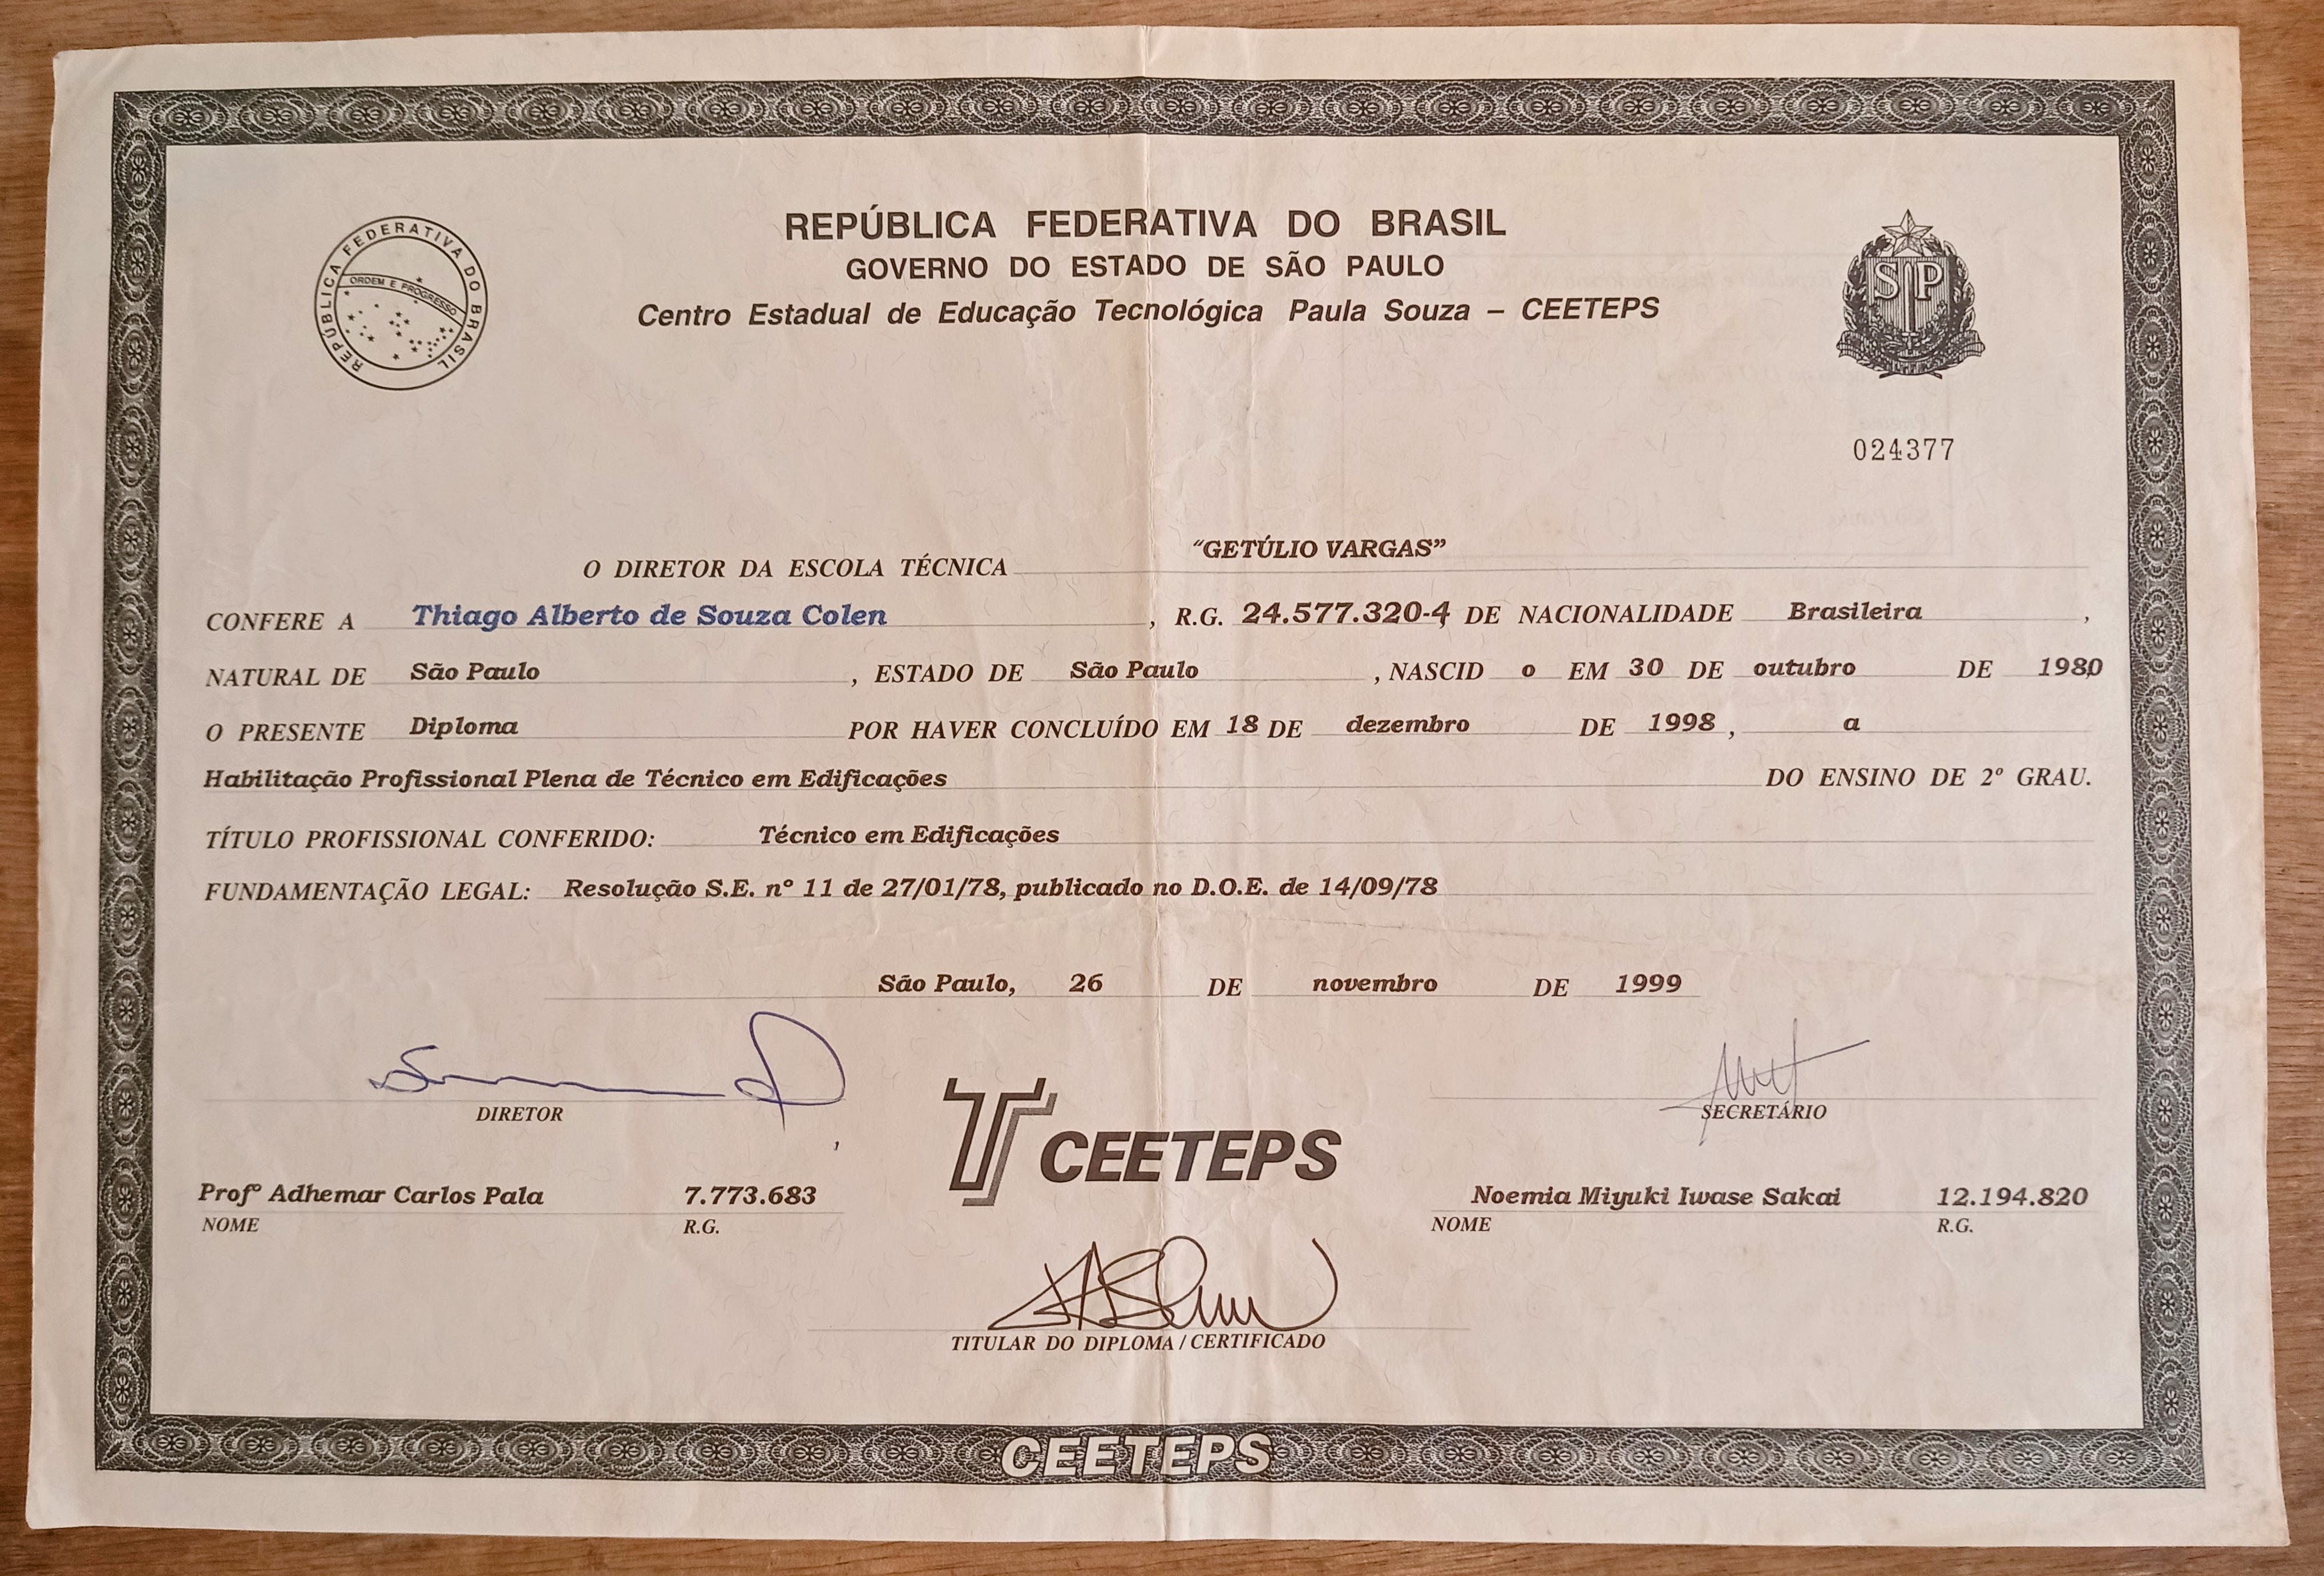 REPÚBLICA FEDERATIVA DO BRASIL
GOVERNO DO ESTADO DE SÃO PAULO
Centro Estadual de Educação Tecnológica Paula Souza – CEETEPS
REPÚBLICA FEDERATIVA DO BRASIL
ORDEM E PROGRESSO
SP
024377
O DIRETOR DA ESCOLA TÉCNICA “GETÚLIO VARGAS”
CONFERE A Thiago Alberto de Souza Colen , R.G. 24.577.320-4, DE NACIONALIDADE Brasileira ,
NATURAL DE São Paulo , ESTADO DE São Paulo , NASCID o EM 30 DE outubro DE 1980,
O PRESENTE Diploma POR HAVER CONCLUÍDO EM 18 DE dezembro DE 1998 , a
Habilitação Profissional Plena de Técnico em Edificações DO ENSINO DE 2º GRAU.
TÍTULO PROFISSIONAL CONFERIDO: Técnico em Edificações
FUNDAMENTAÇÃO LEGAL: Resolução S.E. nº 11 de 27/01/78, publicado no D.O.E. de 14/09/78
São Paulo, 26 DE novembro DE 1999
DIRETOR
SECRETÁRIO
CEETEPS
Profº Adhemar Carlos Pala 7.773.683
NOME R.G.
Noemia Miyuki Iwase Sakai 12.194.820
NOME R.G.
TITULAR DO DIPLOMA / CERTIFICADO
CEETEPS